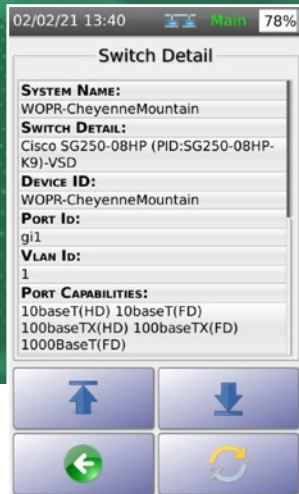 02/02/21 13:40 Main 78%
Switch Detail
SYSTEM NAME:
WOPR-CheyenneMountain
SWITCH DETAIL:
Cisco SG250-08HP (PID:SG250-08HP-
K9)-VSD
DEVICE ID:
WOPR-CheyenneMountain
PORT ID:
gi1
VLAN ID:
1
PORT CAPABILITIES:
10baseT(HD) 10baseT(FD)
100baseTX(HD) 100baseTX(FD)
1000BaseT(FD)